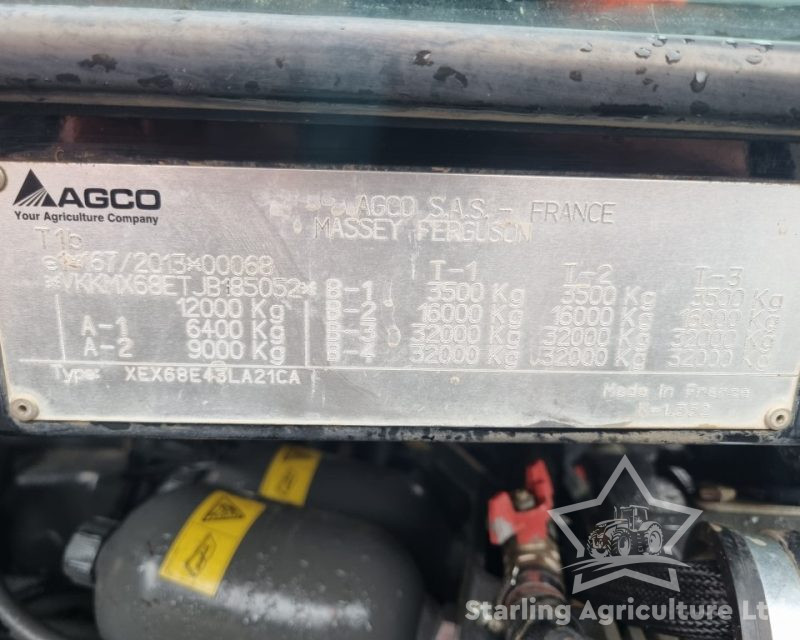 AGCO
Your Agriculture Company
AGCO S.A.S. - FRANCE
MASSEY FERGUSON
T1b
167/2013*00068
*VKKMX68ETJB185052*
12000 Kg
A-1 6400 Kg
A-2 9000 Kg
T-1 T-2 T-3
B-1 3500 Kg 3500 Kg 3500 Kg
B-2 16000 Kg 16000 Kg 16000 Kg
B-3 32000 Kg 32000 Kg 32000 Kg
B-4 32000 Kg 32000 Kg 32000 Kg
Type: XEX68E43LA21CA
Made in France
Starling Agriculture